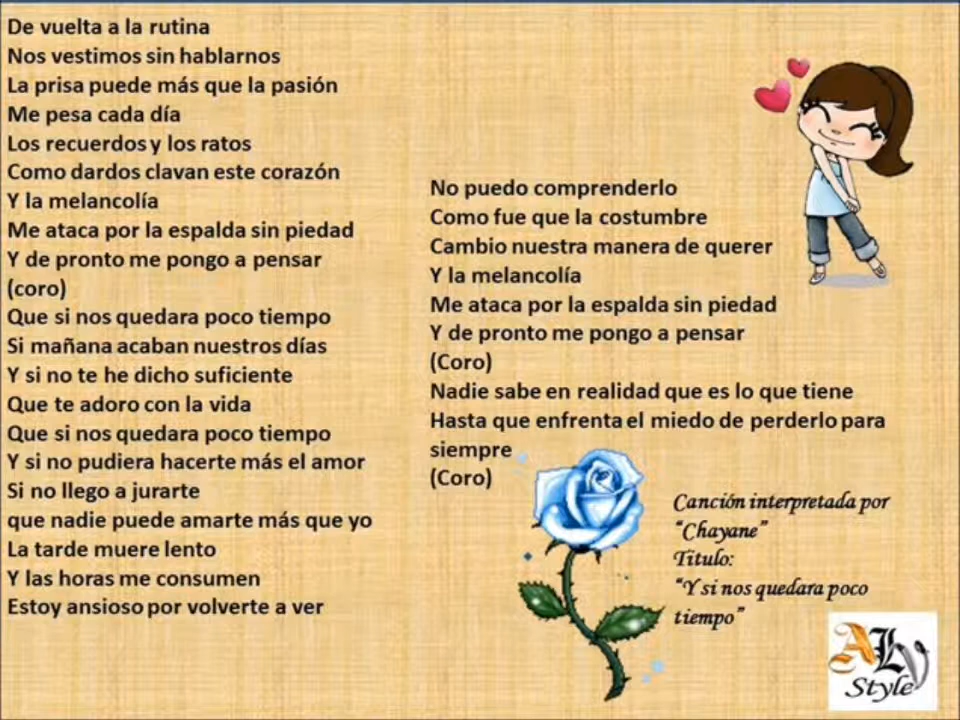 De vuelta a la rutina
Nos vestimos sin hablarnos
La prisa puede más que la pasión
Me pesa cada día
Los recuerdos y los ratos
Como dardos clavan este corazón
Y la melancolía
Me ataca por la espalda sin piedad
Y de pronto me pongo a pensar
(coro)
Que si nos quedara poco tiempo
Si mañana acaban nuestros días
Y si no te he dicho suficiente
Que te adoro con la vida
Que si nos quedara poco tiempo
Y si no pudiera hacerte más el amor
Si no llego a jurarte
que nadie puede amarte más que yo
La tarde muere lento
Y las horas me consumen
Estoy ansioso por volverte a ver
No puedo comprenderlo
Como fue que la costumbre
Cambio nuestra manera de querer
Y la melancolía
Me ataca por la espalda sin piedad
Y de pronto me pongo a pensar
(Coro)
Nadie sabe en realidad que es lo que tiene
Hasta que enfrenta el miedo de perderlo para
siempre
(Coro)
Canción interpretada por
“Chayane”
Titulo:
“Y si nos quedara poco
tiempo”
ALV
Style